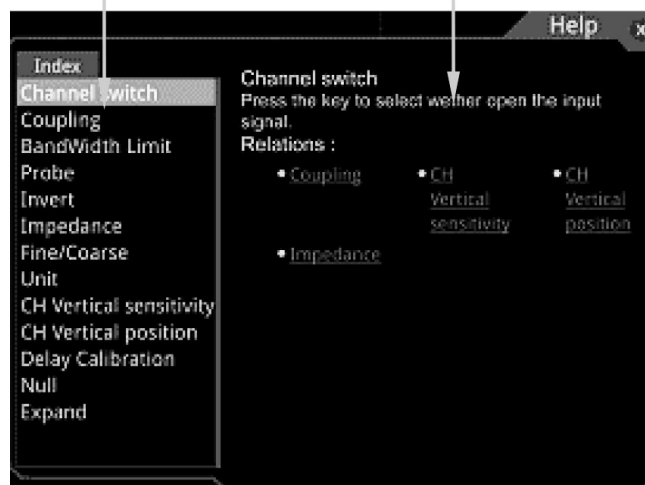 Help
x
Index
Channel switch
Coupling
BandWidth Limit
Probe
Invert
Impedance
Fine/Coarse
Unit
CH Vertical sensitivity
CH Vertical position
Delay Calibration
Null
Expand
Channel switch
Press the key to select wether open the input
signal.
Relations :
Coupling
CH
Vertical
sensitivity
CH
Vertical
position
Impedance